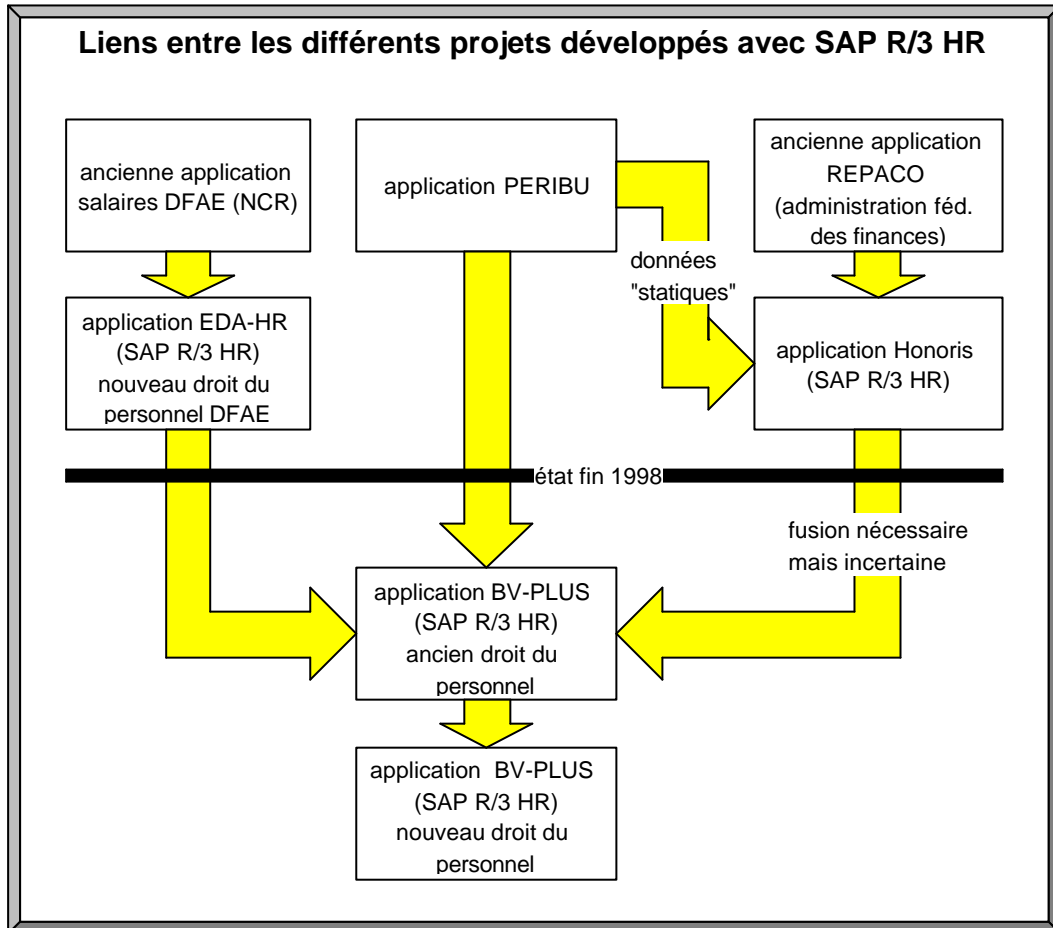 Liens entre les différents projets développés avec SAP R/3 HR
ancienne application
salaires DFAE (NCR)
application PERIBU
ancienne application
REPACO
(administration féd.
des finances)
données
"statiques"
application EDA-HR
(SAP R/3 HR)
nouveau droit du
personnel DFAE
application Honoris
(SAP R/3 HR)
état fin 1998
fusion nécessaire
mais incertaine
application BV-PLUS
(SAP R/3 HR)
ancien droit du
personnel
application BV-PLUS
(SAP R/3 HR)
nouveau droit du
personnel